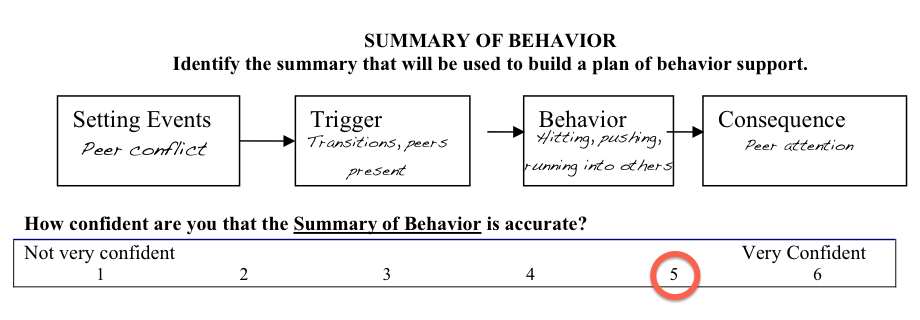 SUMMARY OF BEHAVIOR
Identify the summary that will be used to build a plan of behavior support.
Setting Events
Peer conflict
Trigger
Transitions, peers
present
Behavior
Hitting, pushing,
running into others
Consequence
Peer attention
How confident are you that the Summary of Behavior is accurate?
Not very confident Very Confident
1 2 3 4 5 6